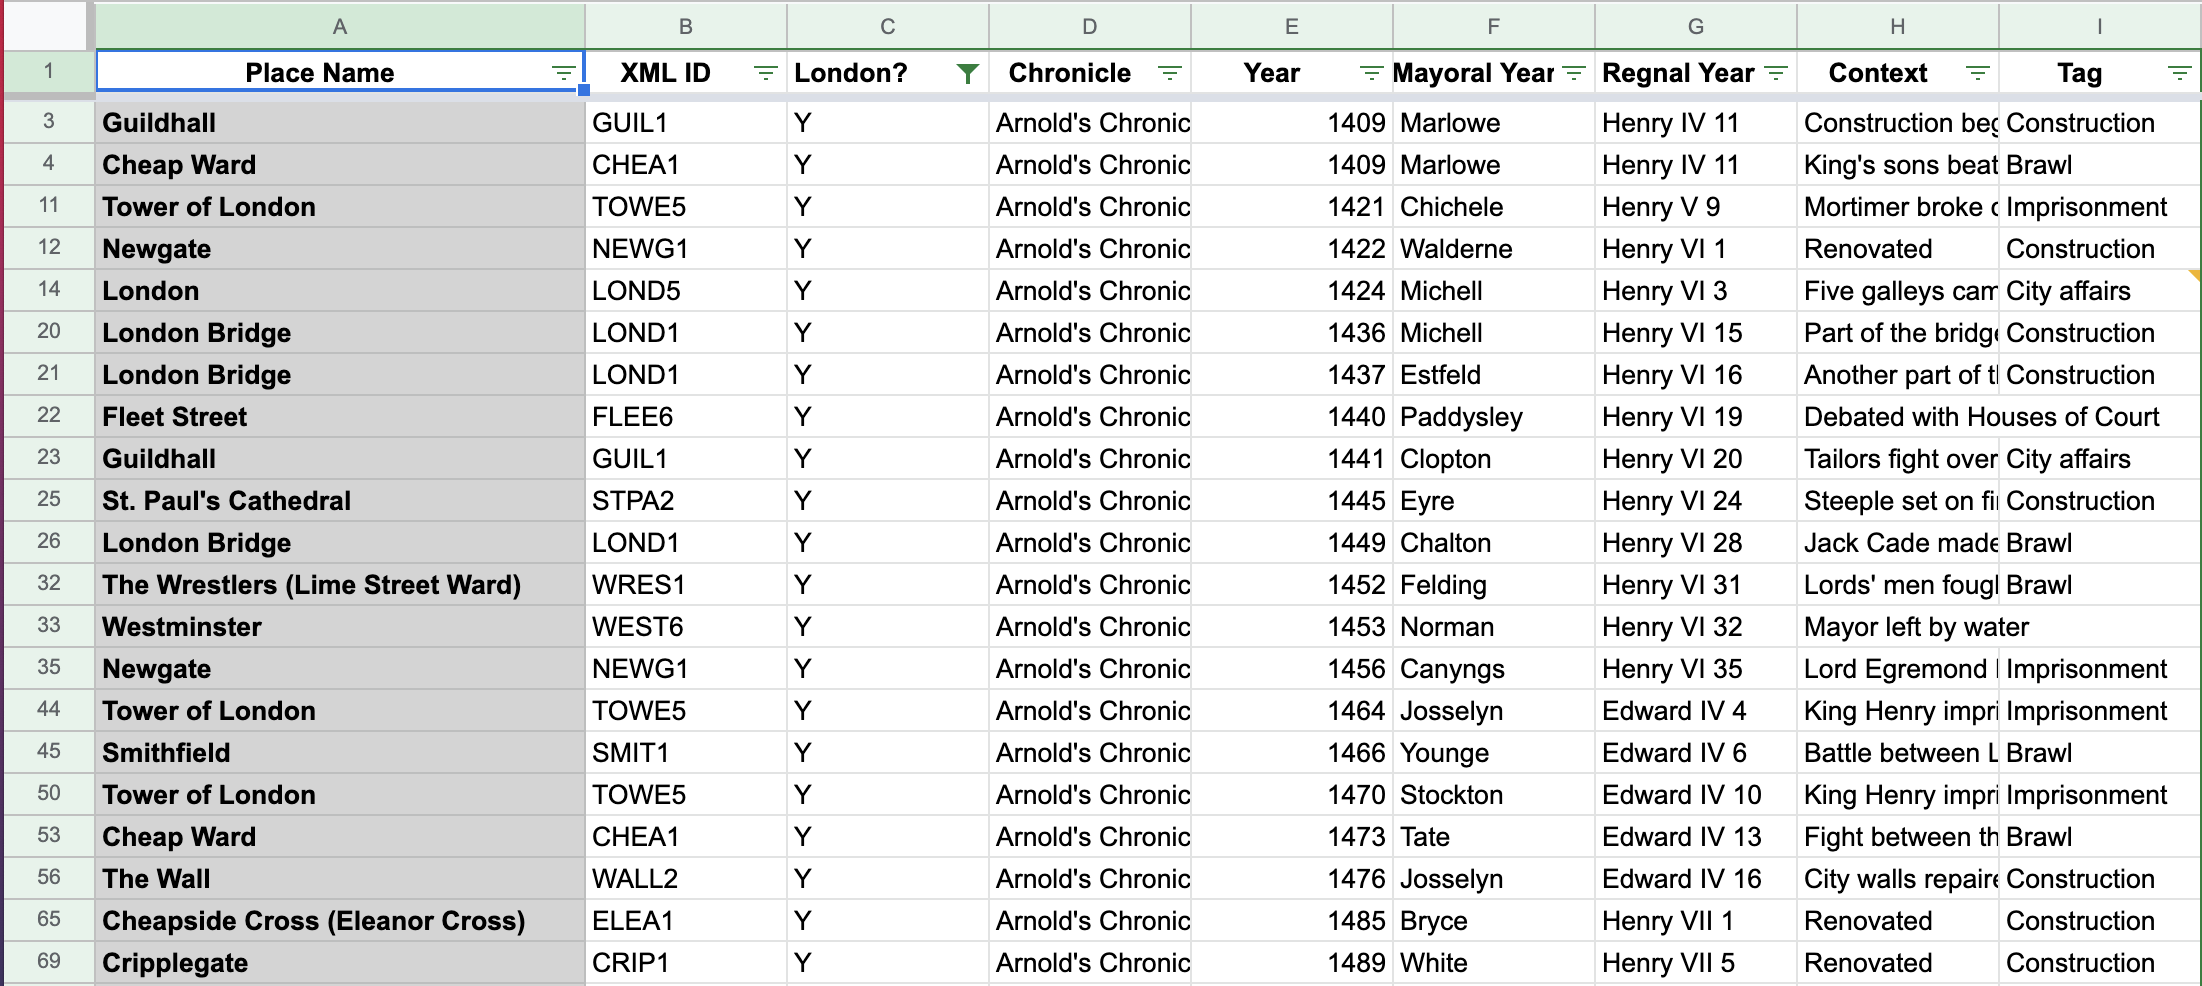 A B C D E F G H I
1 Place Name XML ID London? Chronicle Year Mayoral Year Regnal Year Context Tag
3 Guildhall GUIL1 Y Arnold's Chronic 1409 Marlowe Henry IV 11 Construction beg Construction
4 Cheap Ward CHEA1 Y Arnold's Chronic 1409 Marlowe Henry IV 11 King's sons beat Brawl
11 Tower of London TOWE5 Y Arnold's Chronic 1421 Chichele Henry V 9 Mortimer broke Imprisonment
12 Newgate NEWG1 Y Arnold's Chronic 1422 Walderne Henry VI 1 Renovated Construction
14 London LOND5 Y Arnold's Chronic 1424 Michell Henry VI 3 Five galleys cam City affairs
20 London Bridge LOND1 Y Arnold's Chronic 1436 Michell Henry VI 15 Part of the bridge Construction
21 London Bridge LOND1 Y Arnold's Chronic 1437 Estfeld Henry VI 16 Another part of Construction
22 Fleet Street FLEE6 Y Arnold's Chronic 1440 Paddysley Henry VI 19 Debated with Houses of Court
23 Guildhall GUIL1 Y Arnold's Chronic 1441 Clopton Henry VI 20 Tailors fight over City affairs
25 St. Paul's Cathedral STPA2 Y Arnold's Chronic 1445 Eyre Henry VI 24 Steeple set on Construction
26 London Bridge LOND1 Y Arnold's Chronic 1449 Chalton Henry VI 28 Jack Cade made Brawl
32 The Wrestlers (Lime Street Ward) WRES1 Y Arnold's Chronic 1452 Felding Henry VI 31 Lords' men Brawl
33 Westminster WEST6 Y Arnold's Chronic 1453 Norman Henry VI 32 Mayor left by water
35 Newgate NEWG1 Y Arnold's Chronic 1456 Canyngs Henry VI 35 Lord Egremond Imprisonment
44 Tower of London TOWE5 Y Arnold's Chronic 1464 Josselyn Edward IV 4 King Henry impri Imprisonment
45 Smithfield SMIT1 Y Arnold's Chronic 1466 Younge Edward IV 6 Battle between L Brawl
50 Tower of London TOWE5 Y Arnold's Chronic 1470 Stockton Edward IV 10 King Henry impri Imprisonment
53 Cheap Ward CHEA1 Y Arnold's Chronic 1473 Tate Edward IV 13 Fight between th Brawl
56 The Wall WALL2 Y Arnold's Chronic 1476 Josselyn Edward IV 16 City walls repaire Construction
65 Cheapside Cross (Eleanor Cross) ELEA1 Y Arnold's Chronic 1485 Bryce Henry VII 1 Renovated Construction
69 Cripplegate CRIP1 Y Arnold's Chronic 1489 White Henry VII 5 Renovated Construction